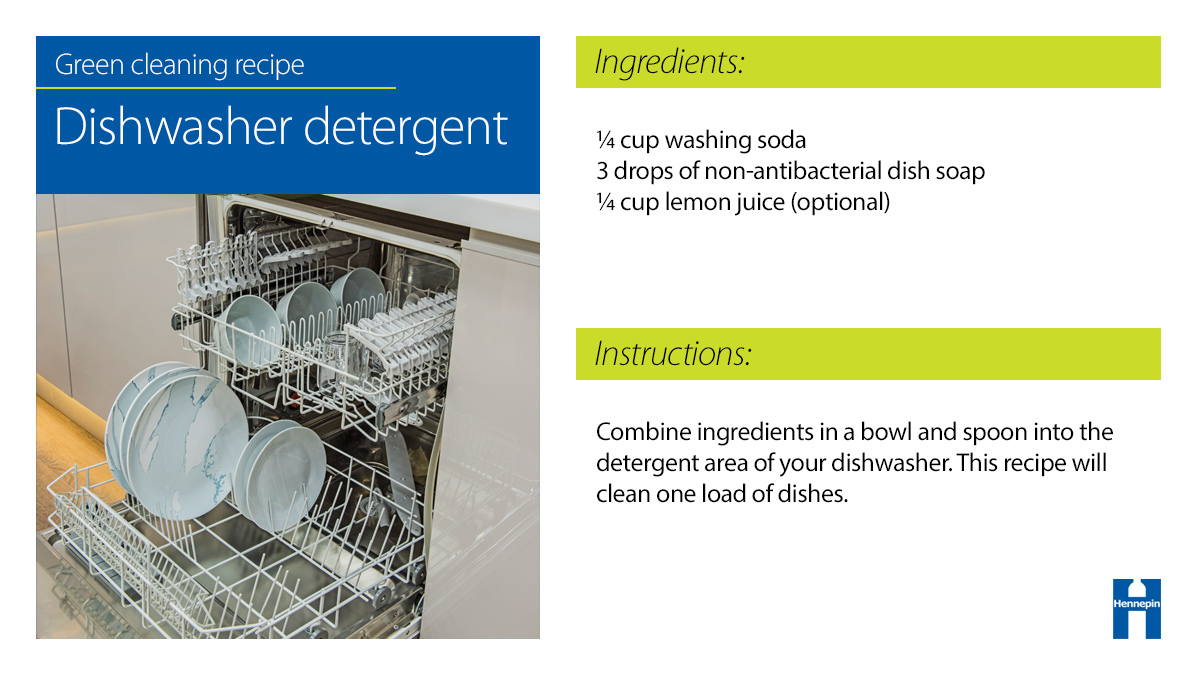 Green cleaning recipe
Dishwasher detergent
Ingredients:
¼ cup washing soda
3 drops of non-antibacterial dish soap
¼ cup lemon juice (optional)
Instructions:
Combine ingredients in a bowl and spoon into the
detergent area of your dishwasher. This recipe will
clean one load of dishes.
Hennepin